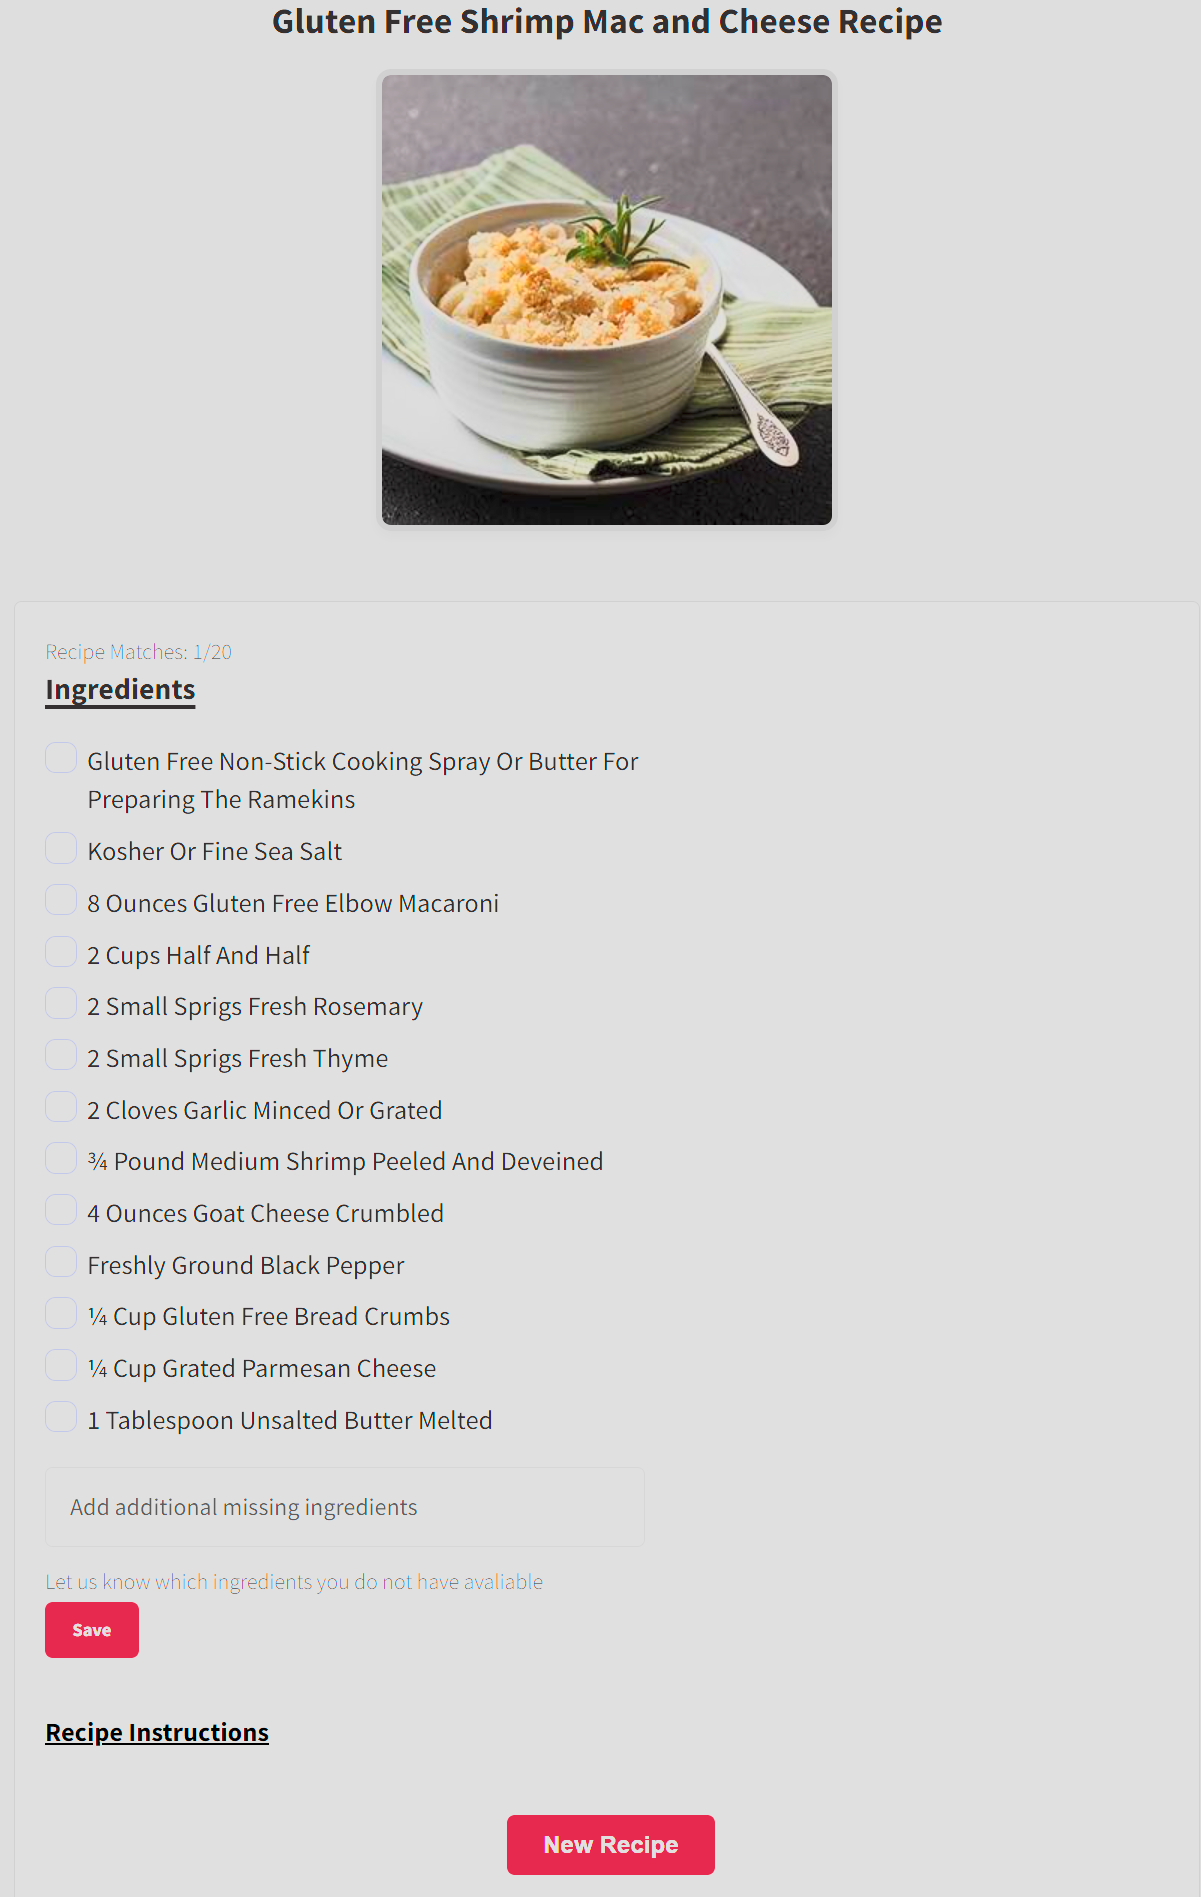 Gluten Free Shrimp Mac and Cheese Recipe
Recipe Matches: 1/20
Ingredients
Gluten Free Non-Stick Cooking Spray Or Butter For
Preparing The Ramekins
Kosher Or Fine Sea Salt
8 Ounces Gluten Free Elbow Macaroni
2 Cups Half And Half
2 Small Sprigs Fresh Rosemary
2 Small Sprigs Fresh Thyme
2 Cloves Garlic Minced Or Grated
¾ Pound Medium Shrimp Peeled And Deveined
4 Ounces Goat Cheese Crumbled
Freshly Ground Black Pepper
¼ Cup Gluten Free Bread Crumbs
¼ Cup Grated Parmesan Cheese
1 Tablespoon Unsalted Butter Melted
Add additional missing ingredients
Let us know which ingredients you do not have avaliable
Save
Recipe Instructions
New Recipe